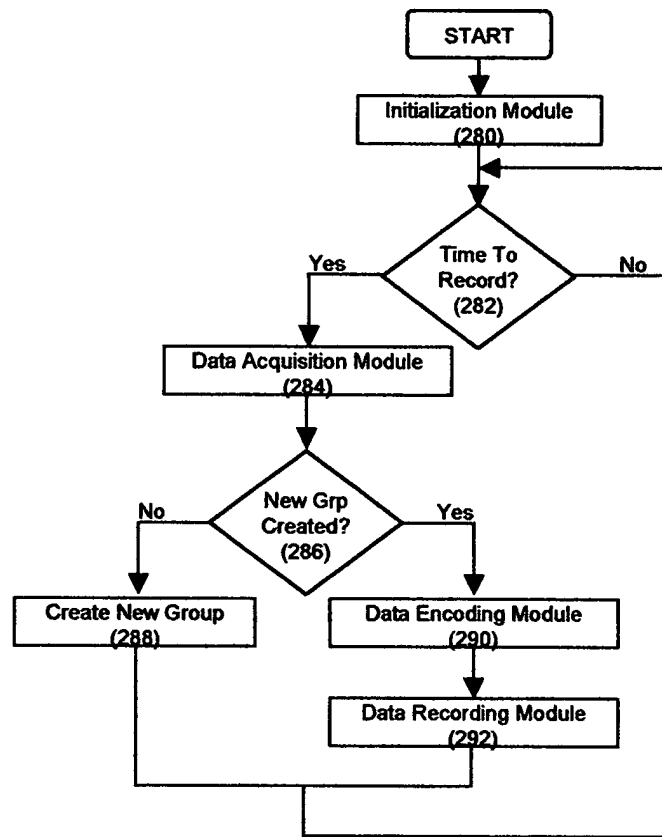 START
Initialization Module
(280)
Time To
Record?
(282)
Yes
No
Data Acquisition Module
(284)
New Grp
Created?
(286)
No
Yes
Create New Group
(288)
Data Encoding Module
(290)
Data Recording Module
(292)